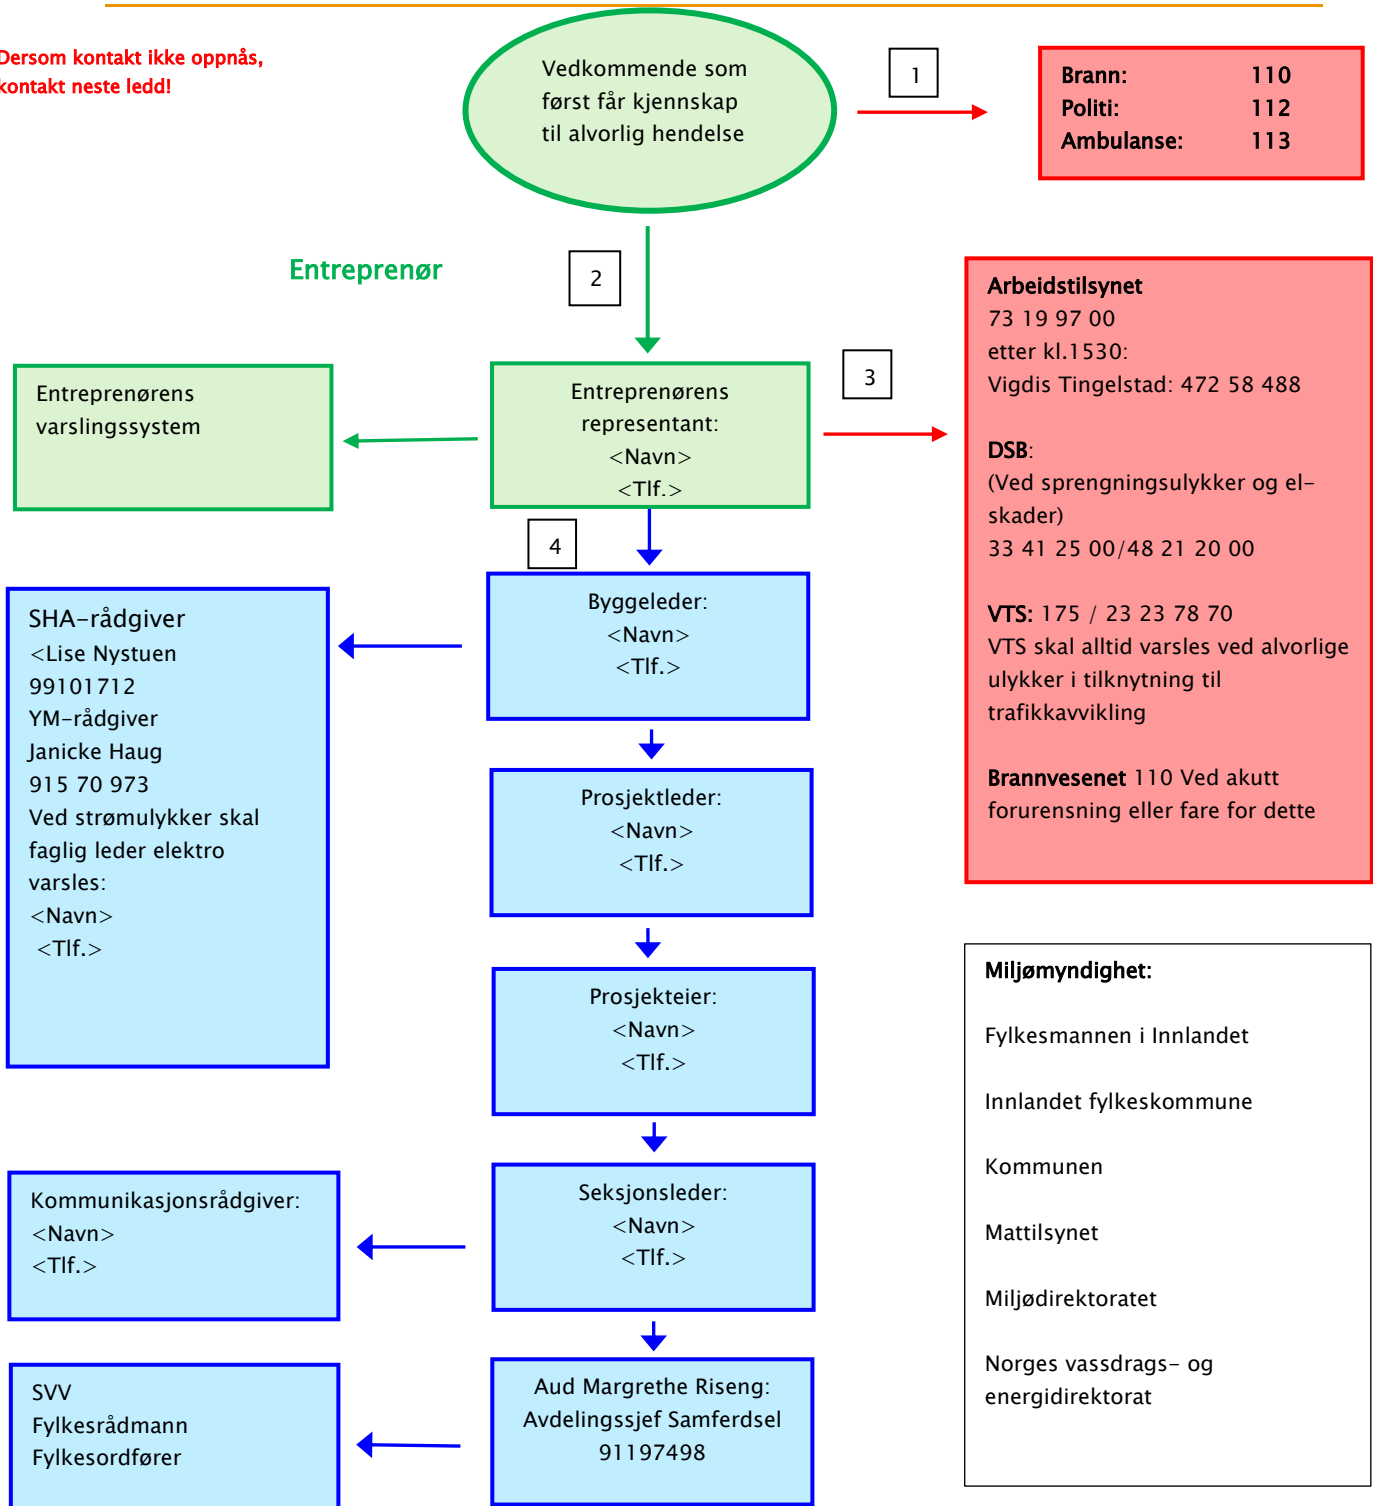 Dersom kontakt ikke oppnås,
kontakt neste ledd!
Vedkommende som
først får kjennskap
til alvorlig hendelse
1
Brann: 110
Politi: 112
Ambulanse: 113
Entreprenør
2
Arbeidstilsynet
73 19 97 00
etter kl.1530:
Vigdis Tingelstad: 472 58 488
DSB:
(Ved sprengningsulykker og el-
skader)
33 41 25 00/48 21 20 00
VTS: 175 / 23 23 78 70
VTS skal alltid varsles ved alvorlige
ulykker i tilknytning til
trafikkavvikling
Brannvesenet 110 Ved akutt
forurensning eller fare for dette
3
Entreprenørens
representant:
<Navn>
<Tlf.>
Entreprenørens
varslingssystem
4
Byggeleder:
<Navn>
<Tlf.>
SHA-rådgiver
<Lise Nystuen
99101712
YM-rådgiver
Janicke Haug
915 70 973
Ved strømulykker skal
faglig leder elektro
varsles:
<Navn>
<Tlf.>
Prosjektleder:
<Navn>
<Tlf.>
Prosjekteier:
<Navn>
<Tlf.>
Miljømyndighet:
Fylkesmannen i Innlandet
Innlandet fylkeskommune
Kommunen
Mattilsynet
Miljødirektoratet
Norges vassdrags- og
energidirektorat
Seksjonsleder:
<Navn>
<Tlf.>
Kommunikasjonsrådgiver:
<Navn>
<Tlf.>
Aud Margrethe Riseng:
Avdelingssjef Samferdsel
91197498
SVV
Fylkesrådmann
Fylkesordfører